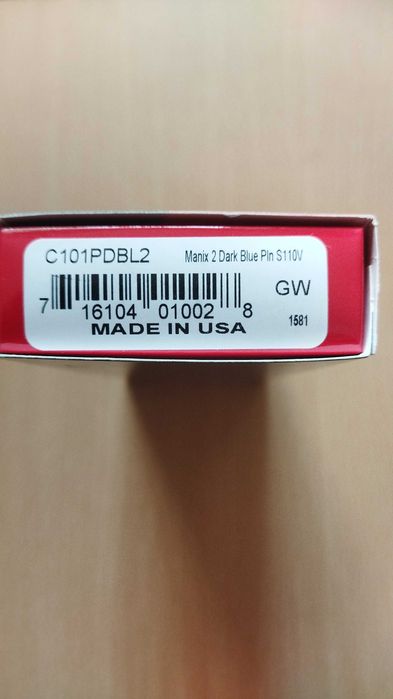 C101PDBL2 Manix 2 Dark Blue Pln S110V
GW
7 16104 01002 8
MADE IN USA 1581